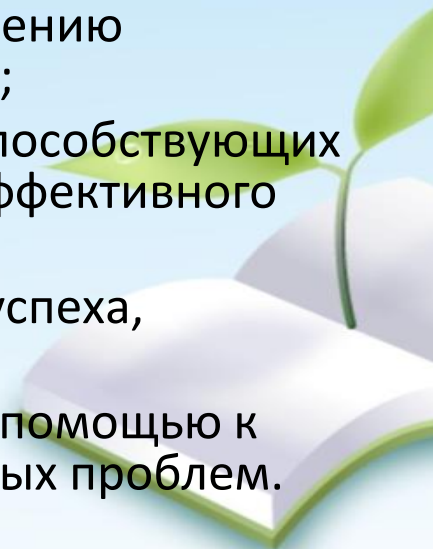 ению
;
пособствующих
ффективного
успеха,
помощью к
ых проблем.